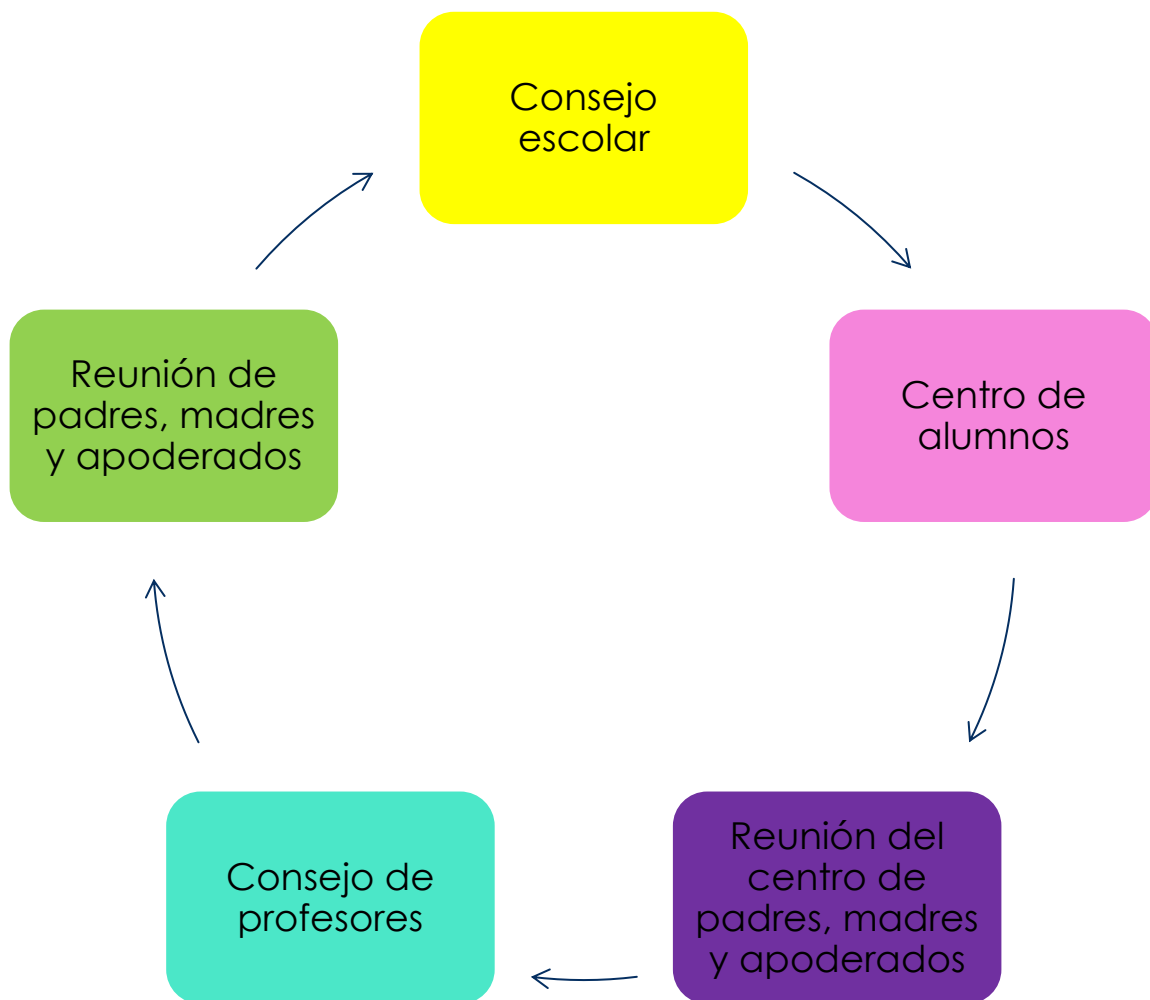 Consejo
escolar
Centro de
alumnos
Reunión del
centro de
padres, madres
y apoderados
Consejo de
profesores
Reunión de
padres, madres
y apoderados